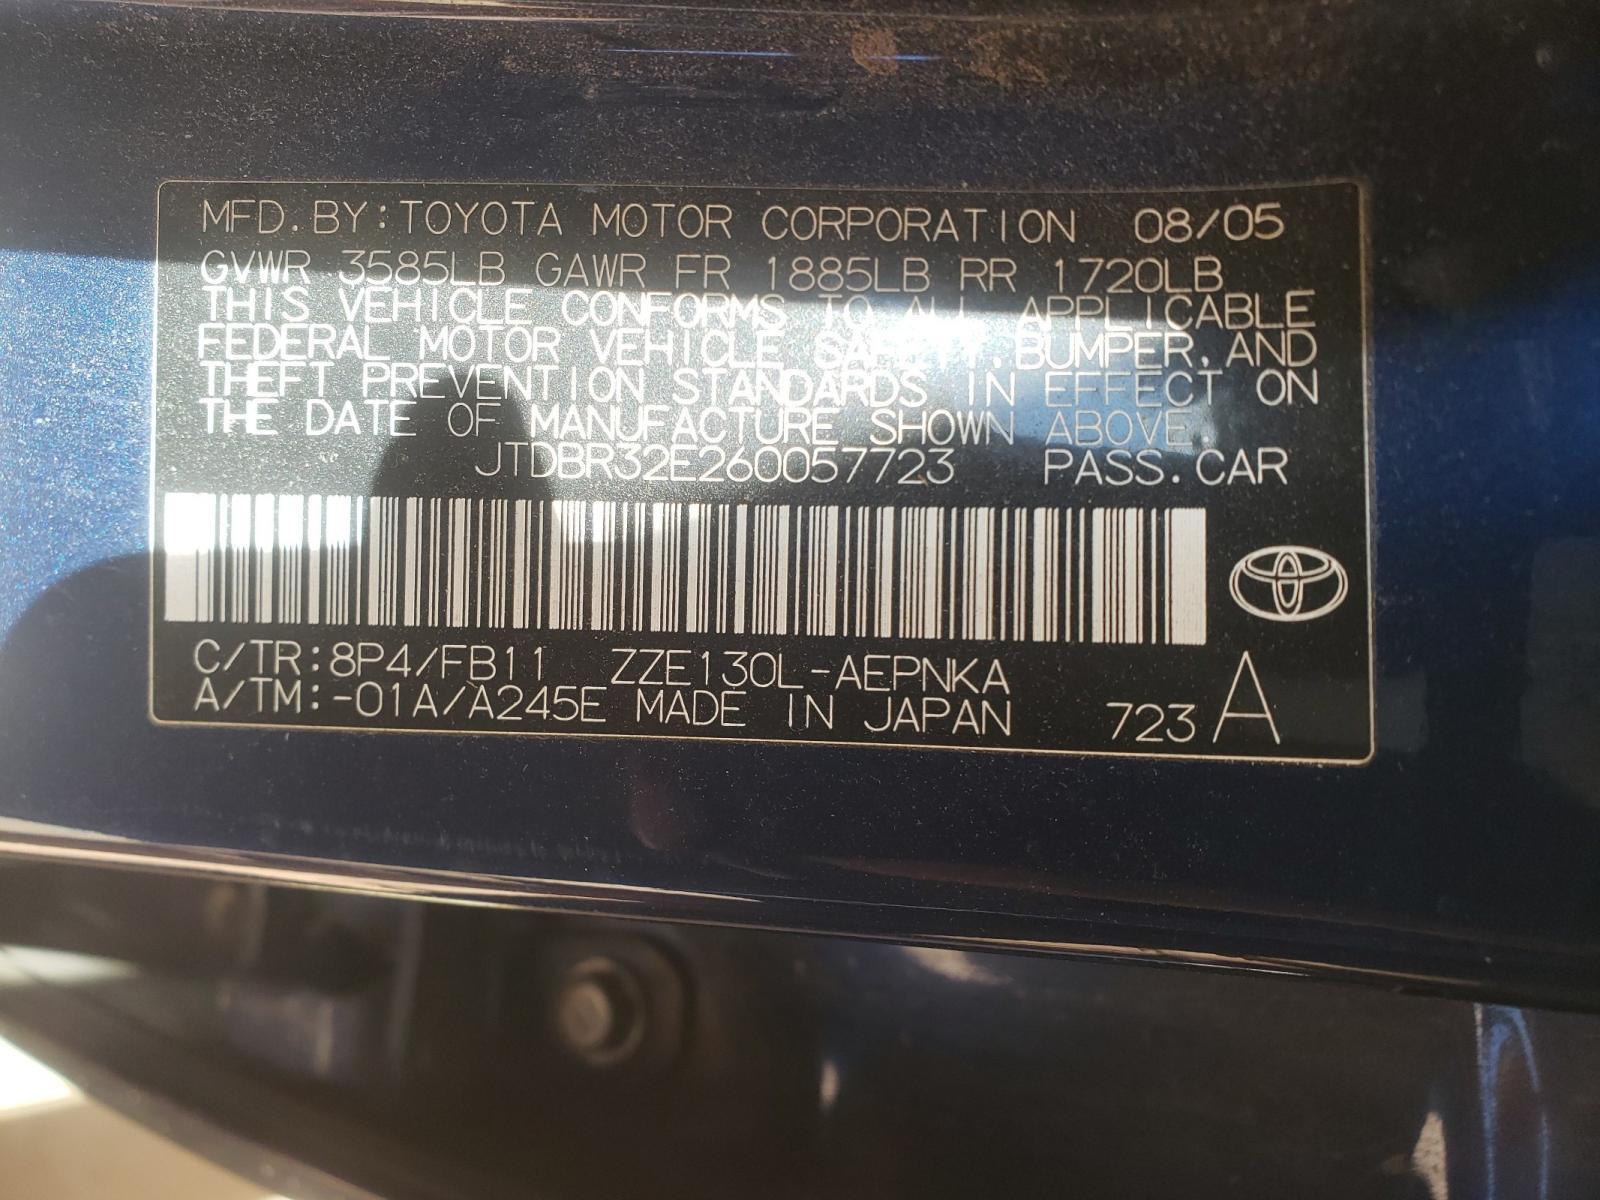 MFD.BY:TOYOTA MOTOR CORPORATION 08/05
GVWR 3585LB GAWR FR 1885LB RR 1720LB
THIS VEHICLE CONFORMS TO ALL APPLICABLE
FEDERAL MOTOR VEHICLE SAFETY,BUMPER,AND
THEFT PREVENTION STANDARDS IN EFFECT ON
THE DATE OF MANUFACTURE SHOWN ABOVE.
JTDBR32E260057723 PASS.CAR
C/TR:8P4/FB11 ZZE130L-AEPNKA
A/TM:-01A/A245E MADE IN JAPAN 723 A